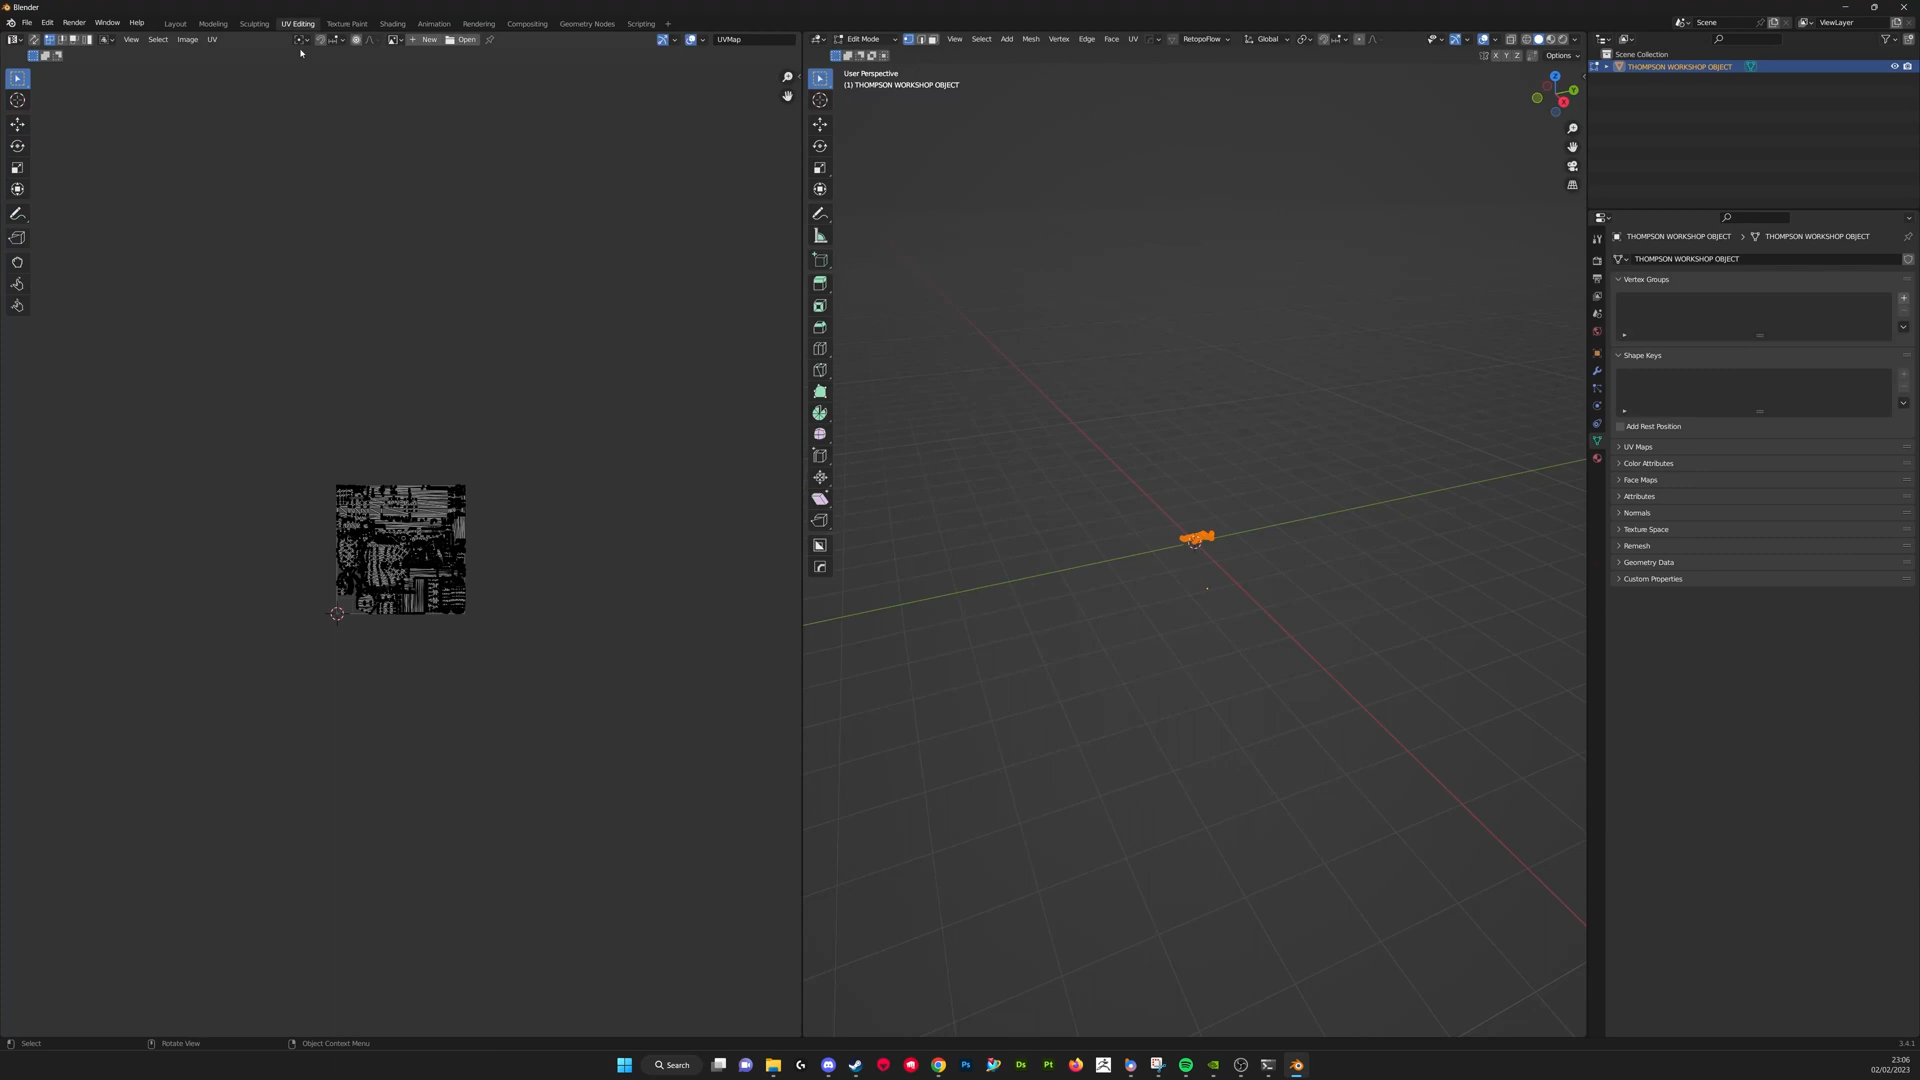 Blender
File Edit Render Window Help Layout Modeling Sculpting UV Editing Texture Paint Shading Animation Rendering Compositing Geometry Nodes Scripting + Scene ViewLayer
View Select Image UV New Open UVMap
Edit Mode View Select Add Mesh Vertex Edge Face UV RetopoFlow Global
X Y Z Options
User Perspective
(1) THOMPSON WORKSHOP OBJECT
Z
Y
X
Scene Collection
THOMPSON WORKSHOP OBJECT
THOMPSON WORKSHOP OBJECT > THOMPSON WORKSHOP OBJECT
THOMPSON WORKSHOP OBJECT
Vertex Groups
Shape Keys
Add Rest Position
UV Maps
Color Attributes
Face Maps
Attributes
Normals
Texture Space
Remesh
Geometry Data
Custom Properties
Select Rotate View Object Context Menu 3.4.1
Search Ps Ds Pt
23:06
02/02/2023